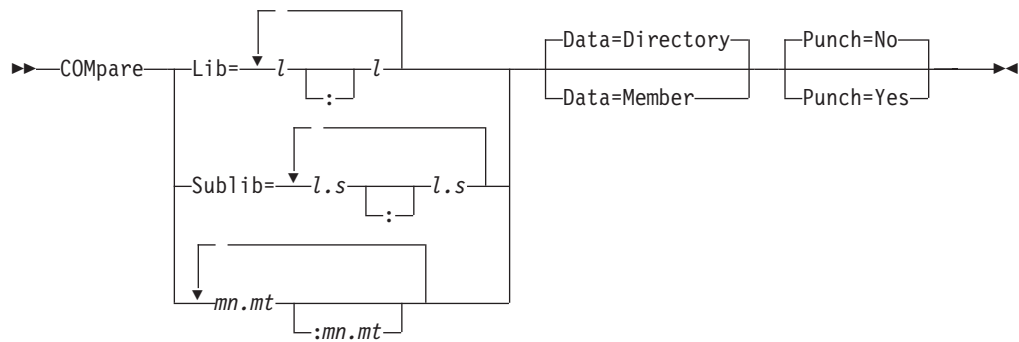 COMpare Lib= l l Data=Directory Punch=No
: Data=Member Punch=Yes
Sublib= l.s l.s
:
mn.mt
:mn.mt